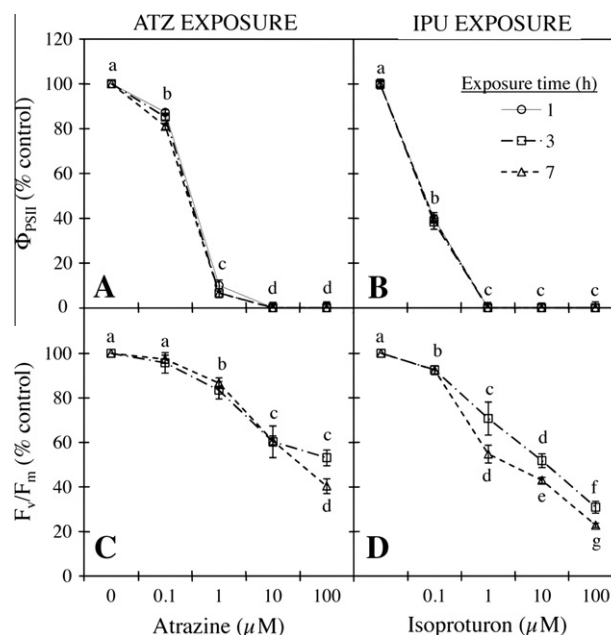 ATZ EXPOSURE
IPU EXPOSURE
ΦPSII (% control)
120
100
80
60
40
20
0
a
b
c
d
d
A
a
b
c
c
c
B
Exposure time (h)
1
3
7
Fv/Fm (% control)
100
80
60
40
20
0
a
a
b
c
c
d
C
a
b
c
d
d
e
f
g
D
0
0.1
1
10
100
Atrazine (µM)
0.1
1
10
100
Isoproturon (µM)